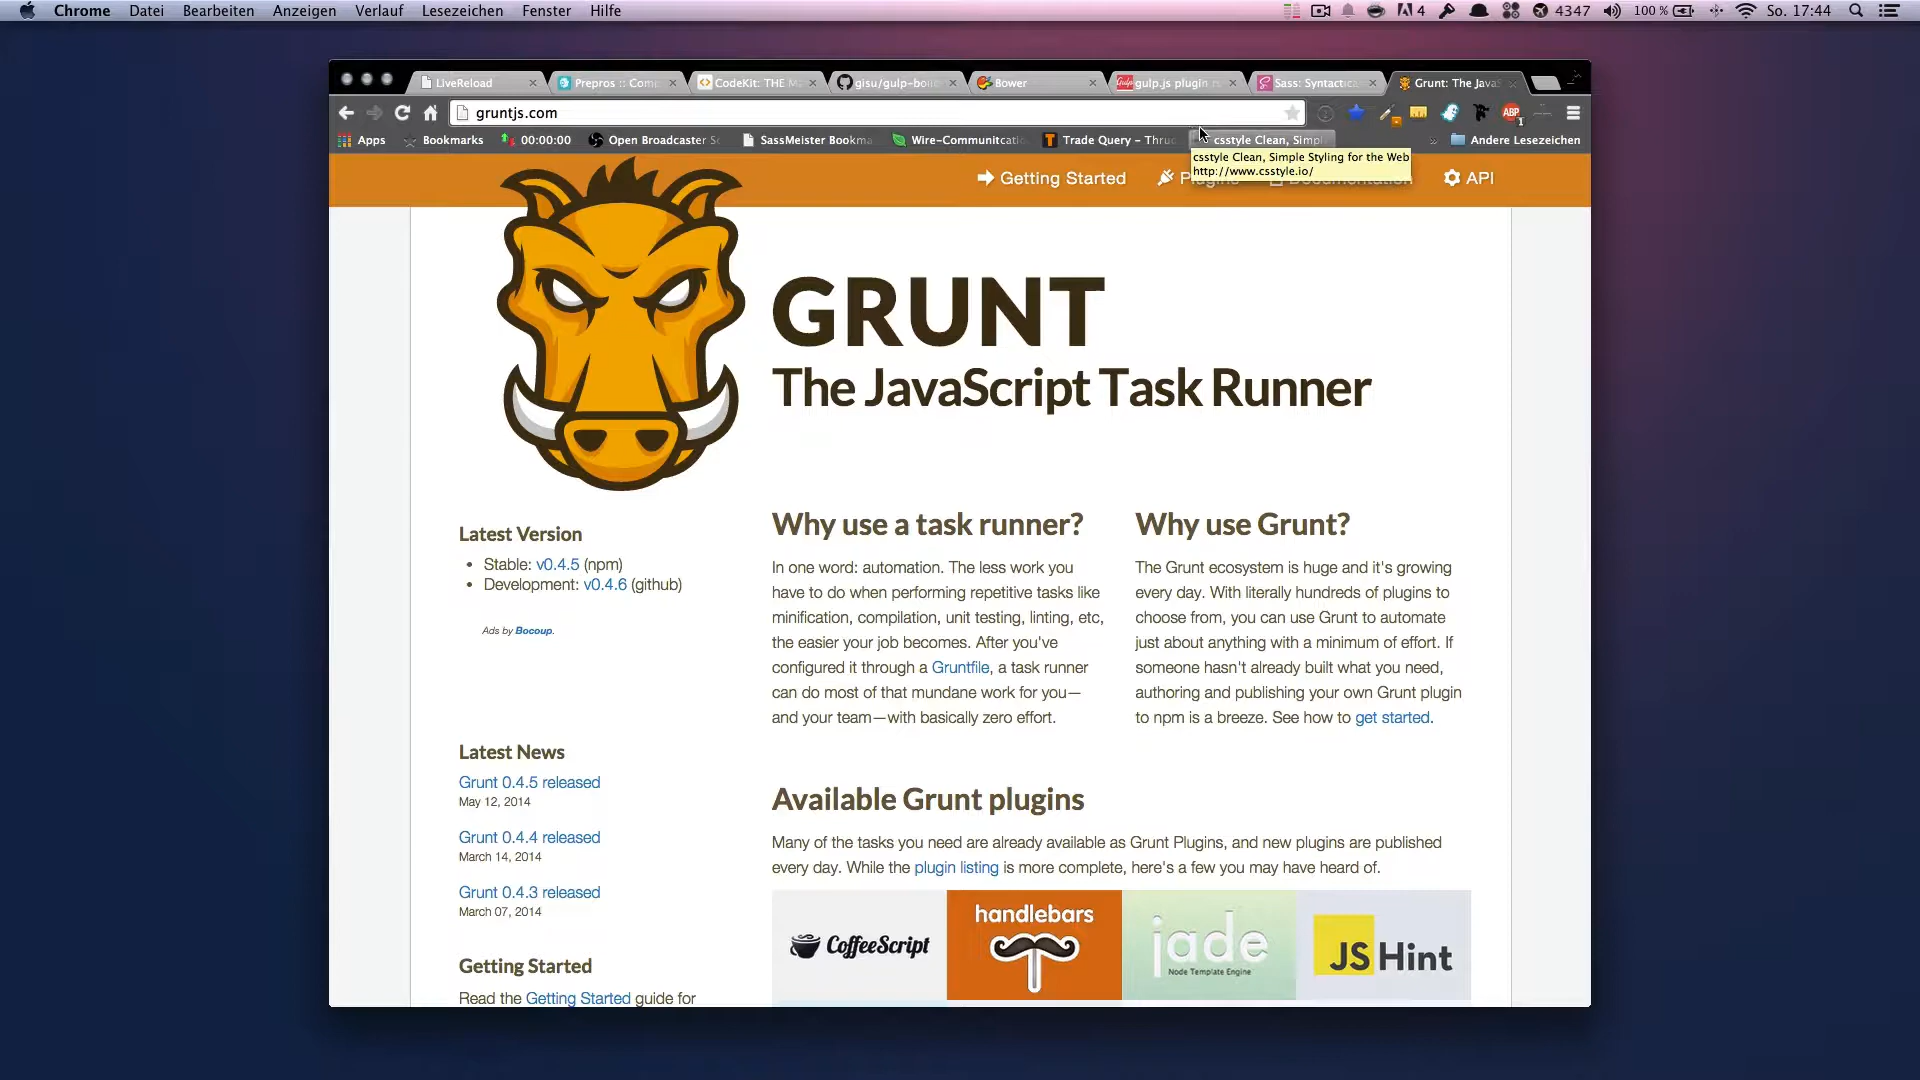 Chrome Datei Bearbeiten Anzeigen Verlauf Lesezeichen Fenster Hilfe 4 4347 100 % So. 17:44
LiveReload Prepros :: Comp CodeKit: THE M gisu/gulp-boil Bower gulp.js plugin r Sass: Syntactica Grunt: The Java
gruntjs.com ABP 1
Apps Bookmarks 00:00:00 Open Broadcaster So SassMeister Bookma Wire-Communitcatio Trade Query - Thru csstyle Clean, Simpl » Andere Lesezeichen
csstyle Clean, Simple Styling for the Web
http://www.csstyle.io/
Getting Started Plugins Documentation API
GRUNT
The JavaScript Task Runner
Latest Version
• Stable: v0.4.5 (npm)
• Development: v0.4.6 (github)
Ads by Bocoup.
Latest News
Grunt 0.4.5 released
May 12, 2014
Grunt 0.4.4 released
March 14, 2014
Grunt 0.4.3 released
March 07, 2014
Getting Started
Read the Getting Started guide for
Why use a task runner?
In one word: automation. The less work you
have to do when performing repetitive tasks like
minification, compilation, unit testing, linting, etc,
the easier your job becomes. After you've
configured it through a Gruntfile, a task runner
can do most of that mundane work for you—
and your team—with basically zero effort.
Why use Grunt?
The Grunt ecosystem is huge and it's growing
every day. With literally hundreds of plugins to
choose from, you can use Grunt to automate
just about anything with a minimum of effort. If
someone hasn't already built what you need,
authoring and publishing your own Grunt plugin
to npm is a breeze. See how to get started.
Available Grunt plugins
Many of the tasks you need are already available as Grunt Plugins, and new plugins are published
every day. While the plugin listing is more complete, here's a few you may have heard of.
CoffeeScript
handlebars
jade
Node Template Engine
JS Hint